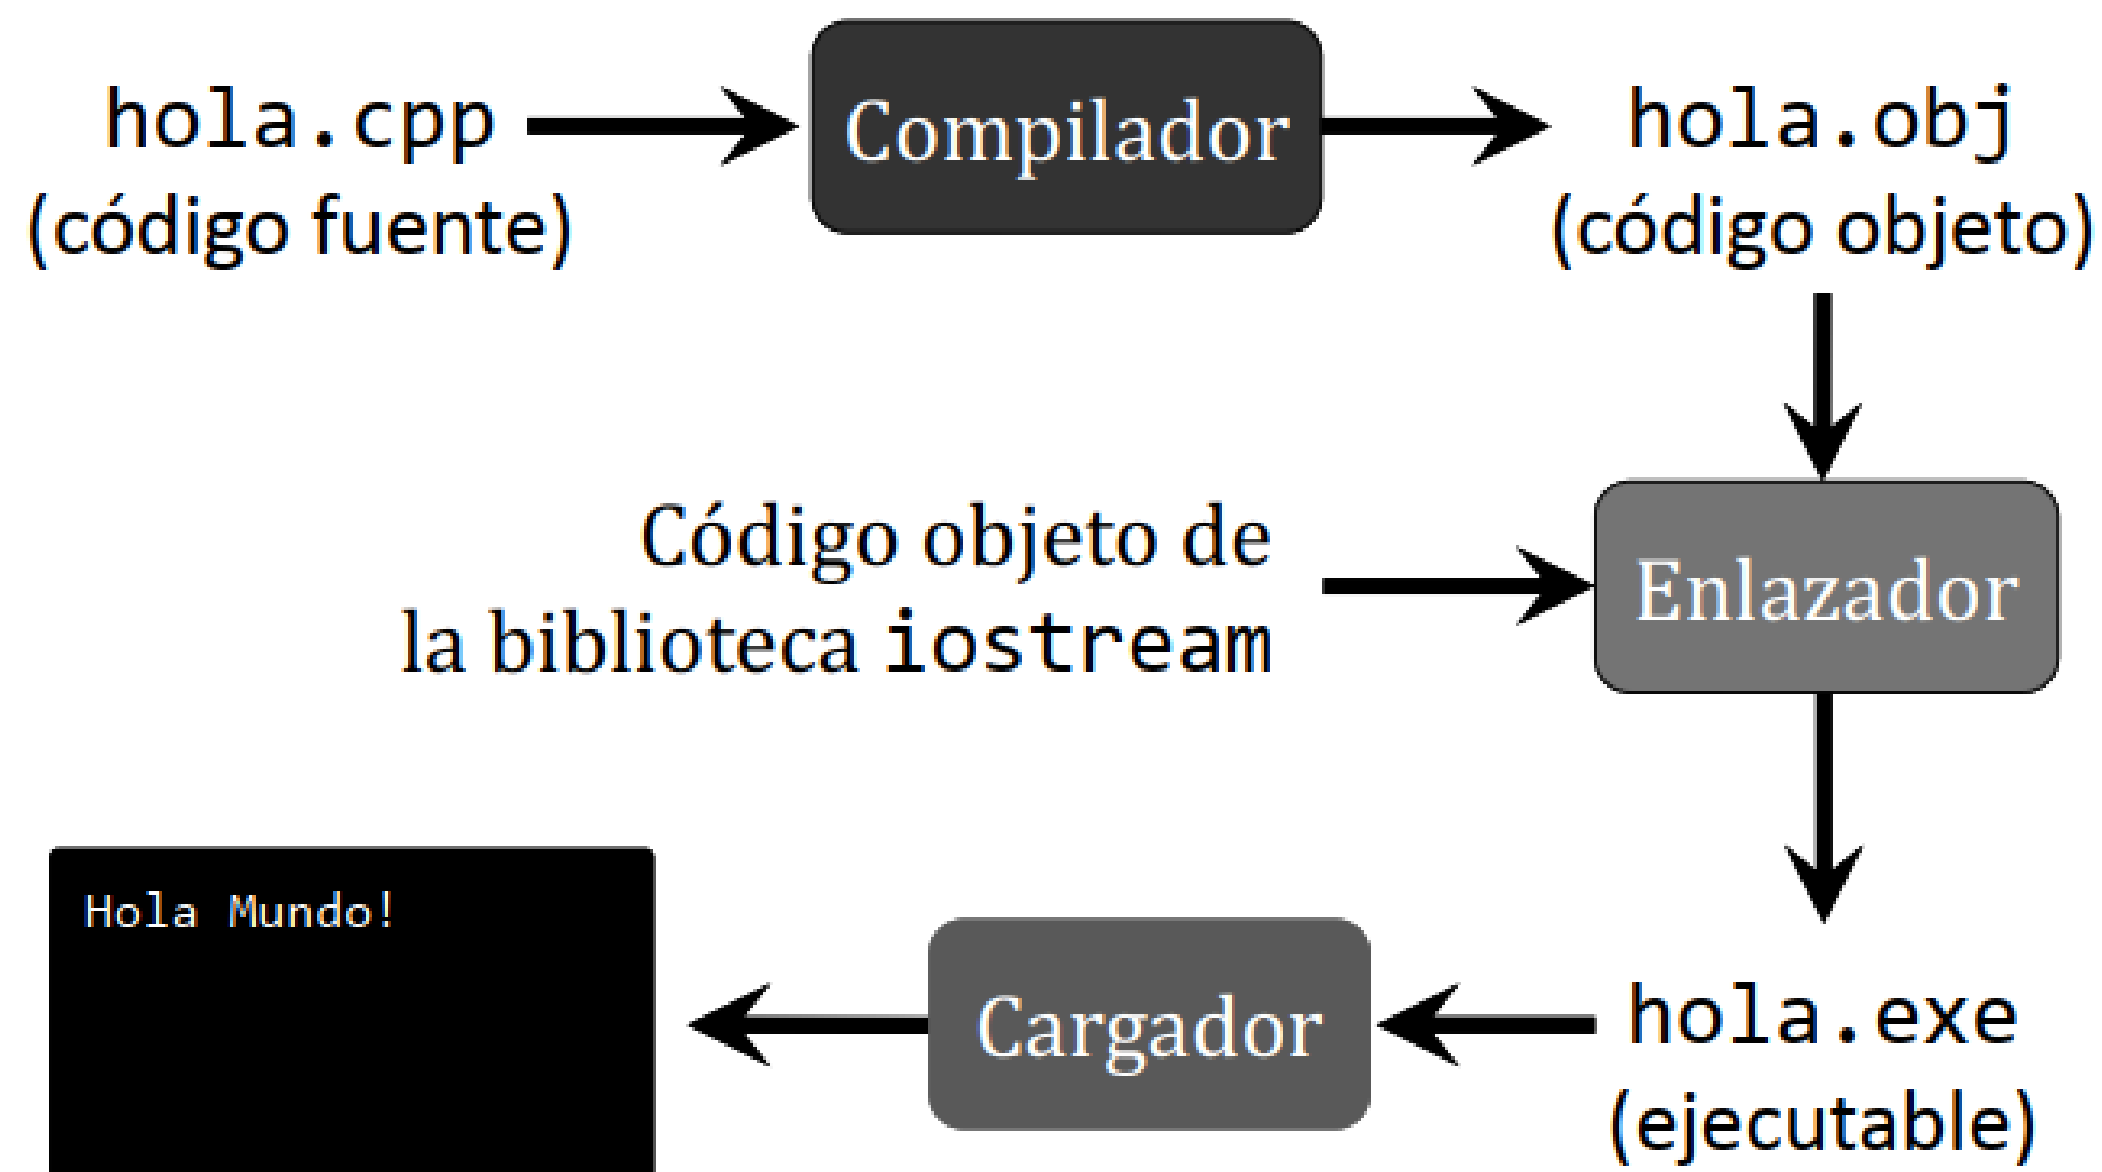 hola.cpp
(código fuente)
Compilador
hola.obj
(código objeto)
Código objeto de
la biblioteca iostream
Enlazador
hola.exe
(ejecutable)
Cargador
Hola Mundo!